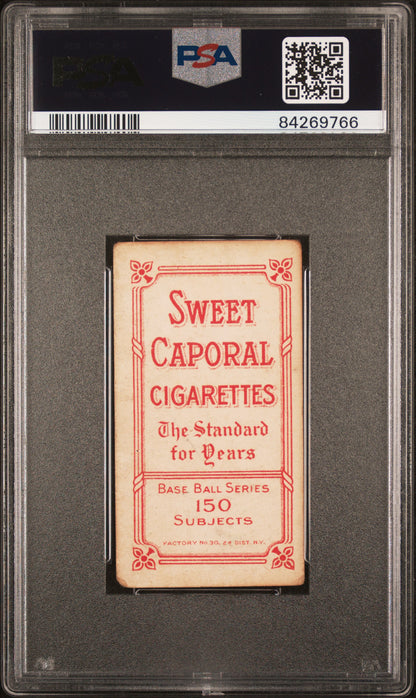 PSA
PSA
84269766
SWEET
CAPORAL
CIGARETTES
The Standard
for Years
BASE BALL SERIES
150
SUBJECTS
FACTORY NO. 30, 2d DIST. N.Y.